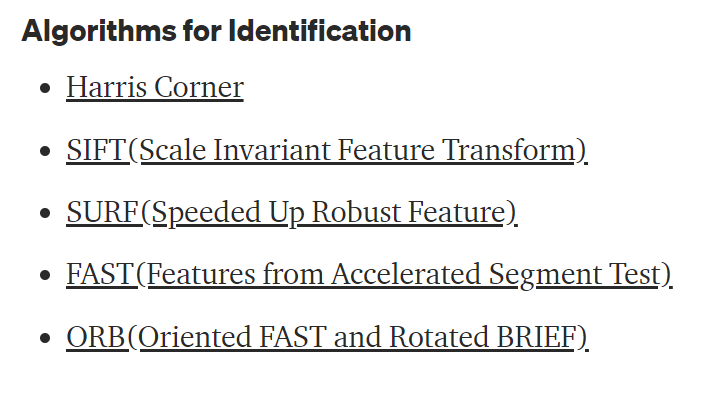 Algorithms for Identification
• Harris Corner
• SIFT(Scale Invariant Feature Transform)
• SURF(Speeded Up Robust Feature)
• FAST(Features from Accelerated Segment Test)
• ORB(Oriented FAST and Rotated BRIEF)